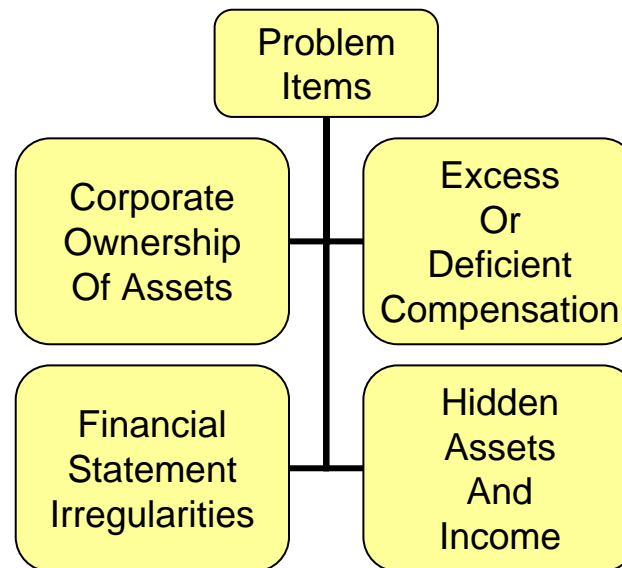 Problem
Items
Corporate
Ownership
Of Assets
Excess
Or
Deficient
Compensation
Financial
Statement
Irregularities
Hidden
Assets
And
Income